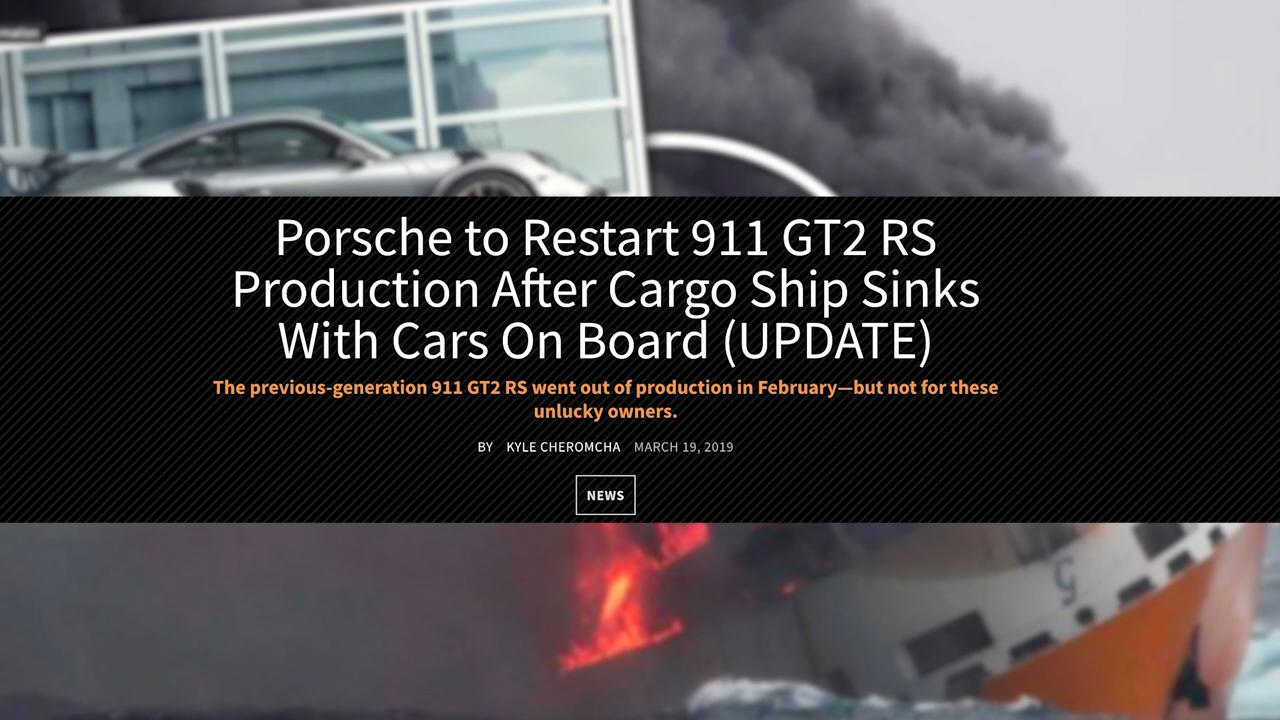 Porsche to Restart 911 GT2 RS
Production After Cargo Ship Sinks
With Cars On Board (UPDATE)
The previous-generation 911 GT2 RS went out of production in February—but not for these
unlucky owners.
BY KYLE CHEROMCHA MARCH 19, 2019
NEWS
G